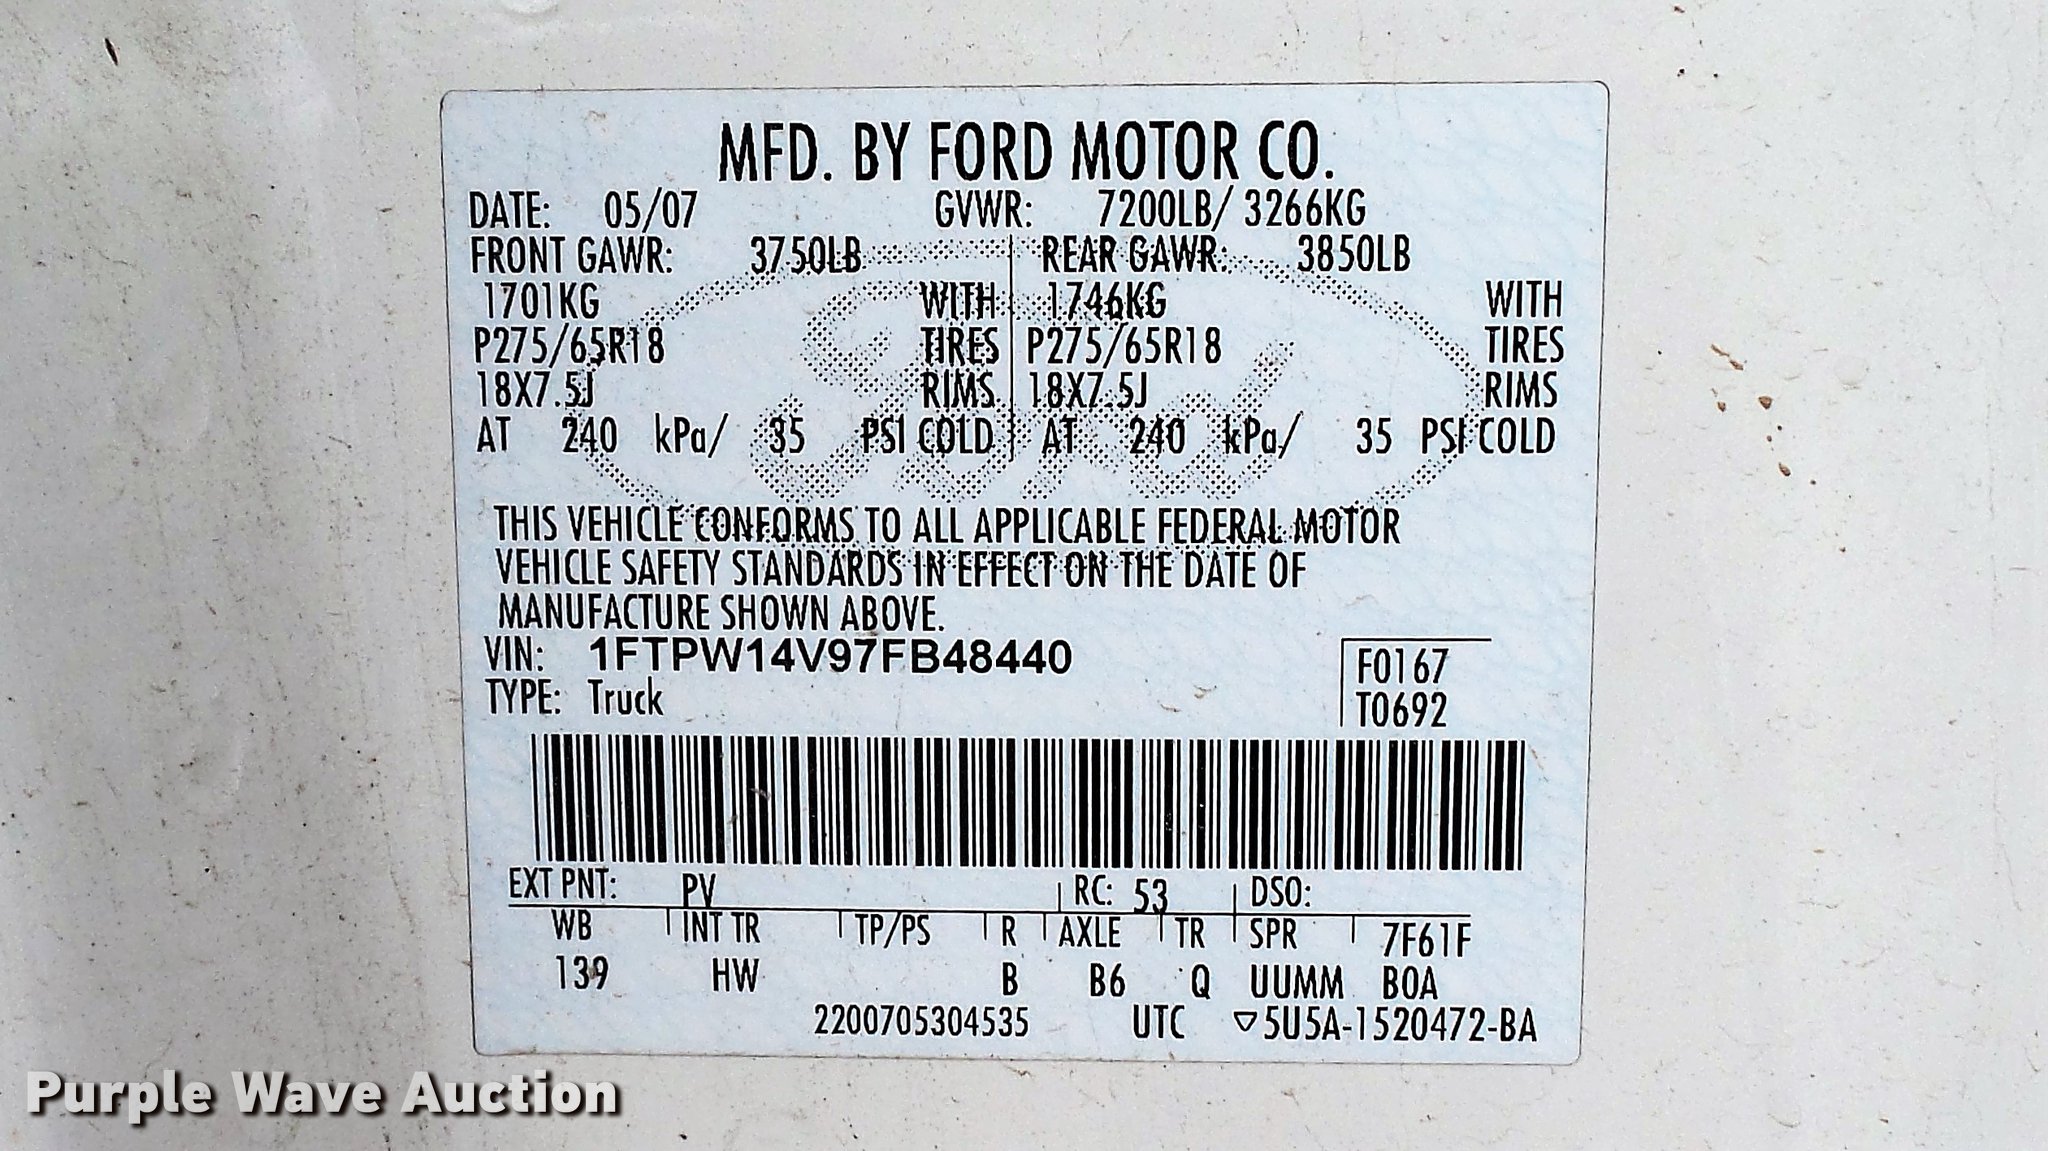 MFD. BY FORD MOTOR CO.
DATE: 05/07 GVWR: 7200LB/ 3266KG
FRONT GAWR: 3750LB REAR GAWR: 3850LB
1701KG WITH 1746KG WITH
P275/65R18 TIRES P275/65R18 TIRES
18X7.5J RIMS 18X7.5J RIMS
AT 240 kPa/ 35 PSI COLD AT 240 kPa/ 35 PSI COLD
Ford
THIS VEHICLE CONFORMS TO ALL APPLICABLE FEDERAL MOTOR
VEHICLE SAFETY STANDARDS IN EFFECT ON THE DATE OF
MANUFACTURE SHOWN ABOVE.
VIN: 1FTPW14V97FB48440 F0167
TYPE: Truck T0692
EXT PNT: PV RC: 53 DSO:
WB INT TR TP/PS R AXLE TR SPR 7F61F
139 HW B B6 Q UUMM BOA
2200705304535 UTC ▽5U5A-1520472-BA
Purple Wave Auction